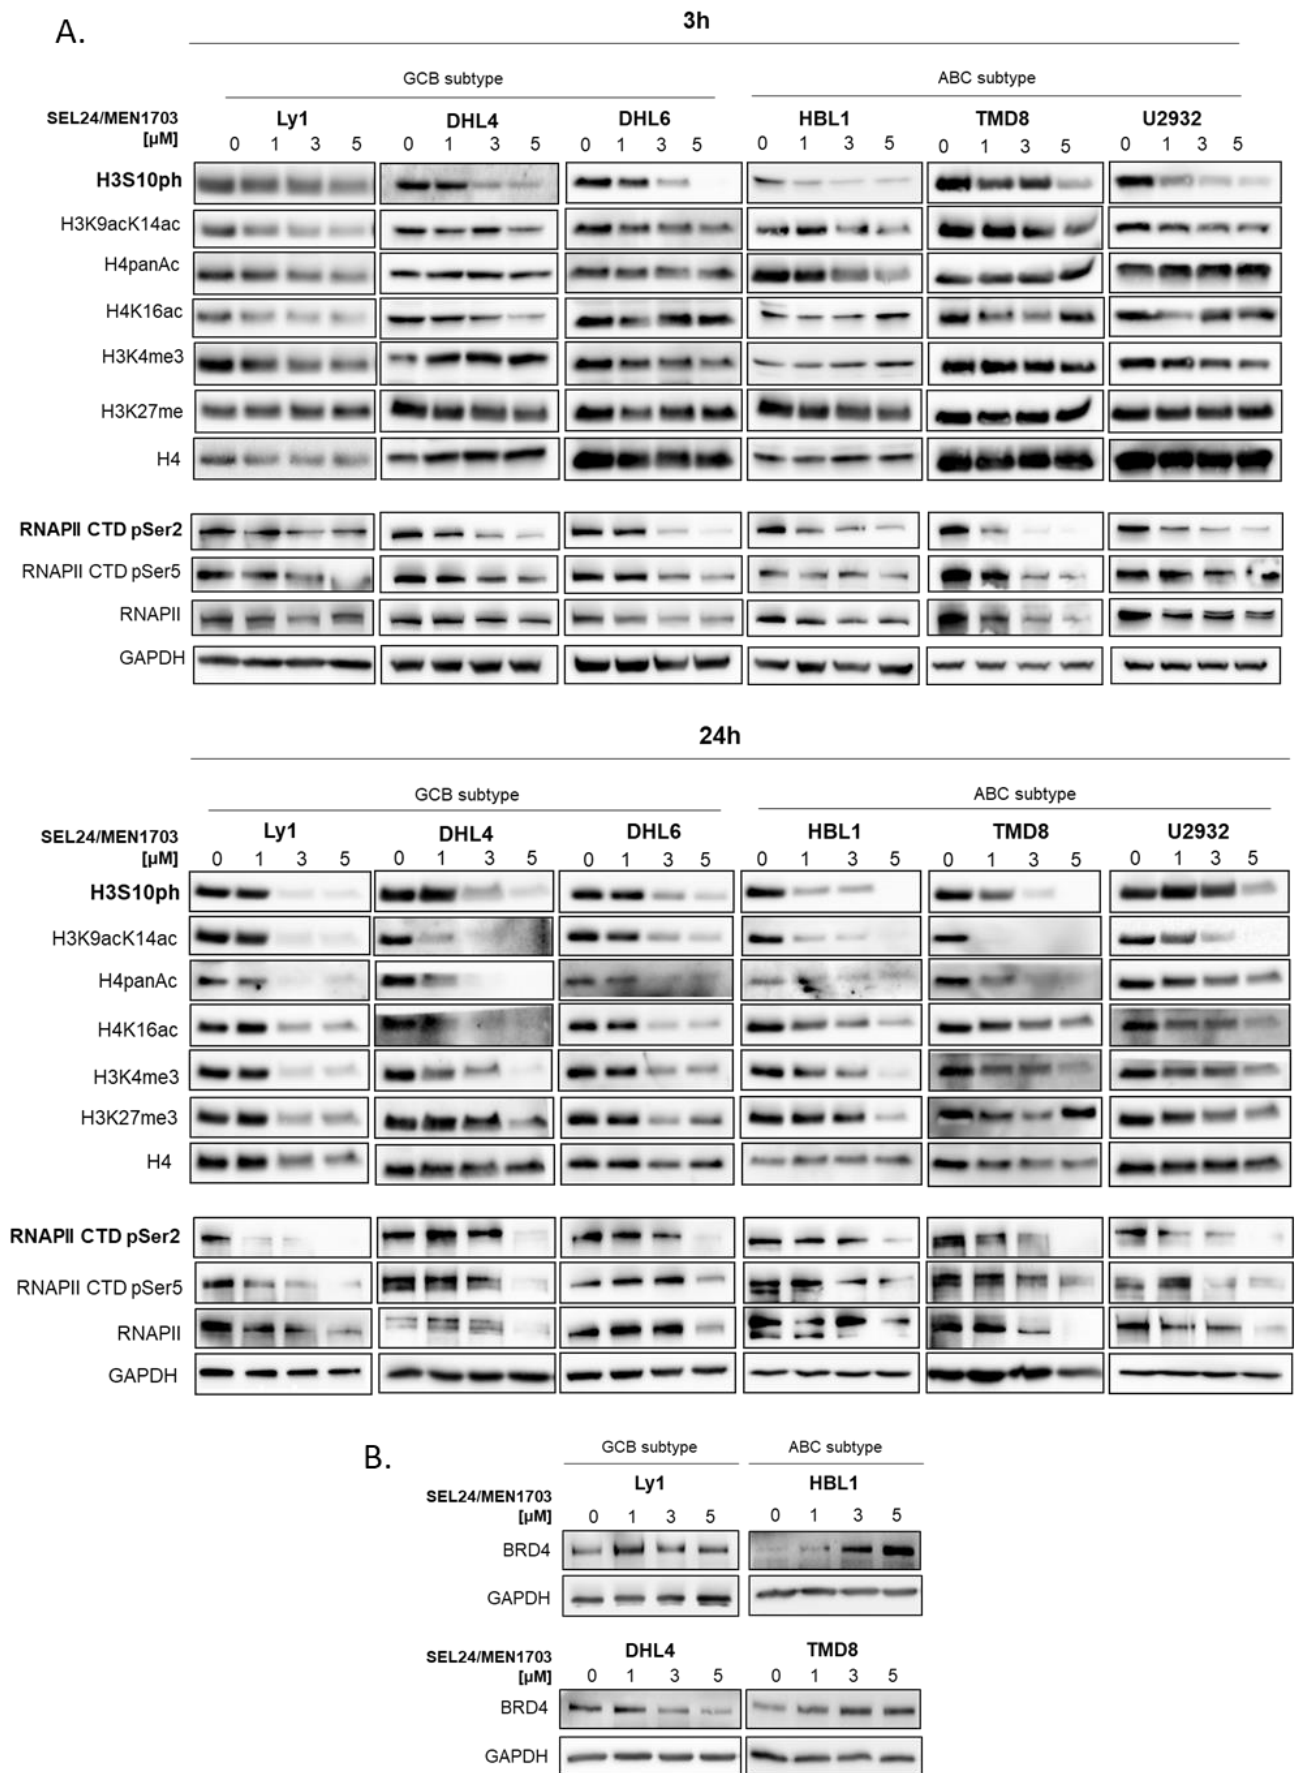 A.
3h
GCB subtype ABC subtype
SEL24/MEN1703 Ly1 DHL4 DHL6 HBL1 TMD8 U2932
[µM] 0 1 3 5 0 1 3 5 0 1 3 5 0 1 3 5 0 1 3 5 0 1 3 5
H3S10ph
H3K9acK14ac
H4panAc
H4K16ac
H3K4me3
H3K27me
H4
RNAPII CTD pSer2
RNAPII CTD pSer5
RNAPII
GAPDH
24h
GCB subtype ABC subtype
SEL24/MEN1703 Ly1 DHL4 DHL6 HBL1 TMD8 U2932
[µM] 0 1 3 5 0 1 3 5 0 1 3 5 0 1 3 5 0 1 3 5 0 1 3 5
H3S10ph
H3K9acK14ac
H4panAc
H4K16ac
H3K4me3
H3K27me3
H4
RNAPII CTD pSer2
RNAPII CTD pSer5
RNAPII
GAPDH
B.
GCB subtype ABC subtype
Ly1 HBL1
SEL24/MEN1703
[µM] 0 1 3 5 0 1 3 5
BRD4
GAPDH
DHL4 TMD8
SEL24/MEN1703
[µM] 0 1 3 5 0 1 3 5
BRD4
GAPDH